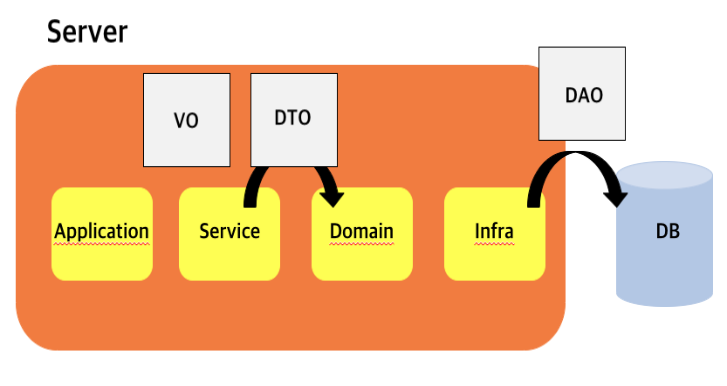 Server
VO
DTO
DAO
Application
Service
Domain
Infra
DB